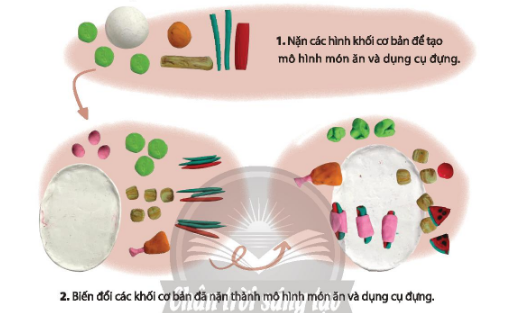 1. Nặn các hình khối cơ bản để tạo
mô hình món ăn và dụng cụ đựng.
Chân trời sáng tạo
2. Biến đổi các khối cơ bản đã nặn thành mô hình món ăn và dụng cụ đựng.